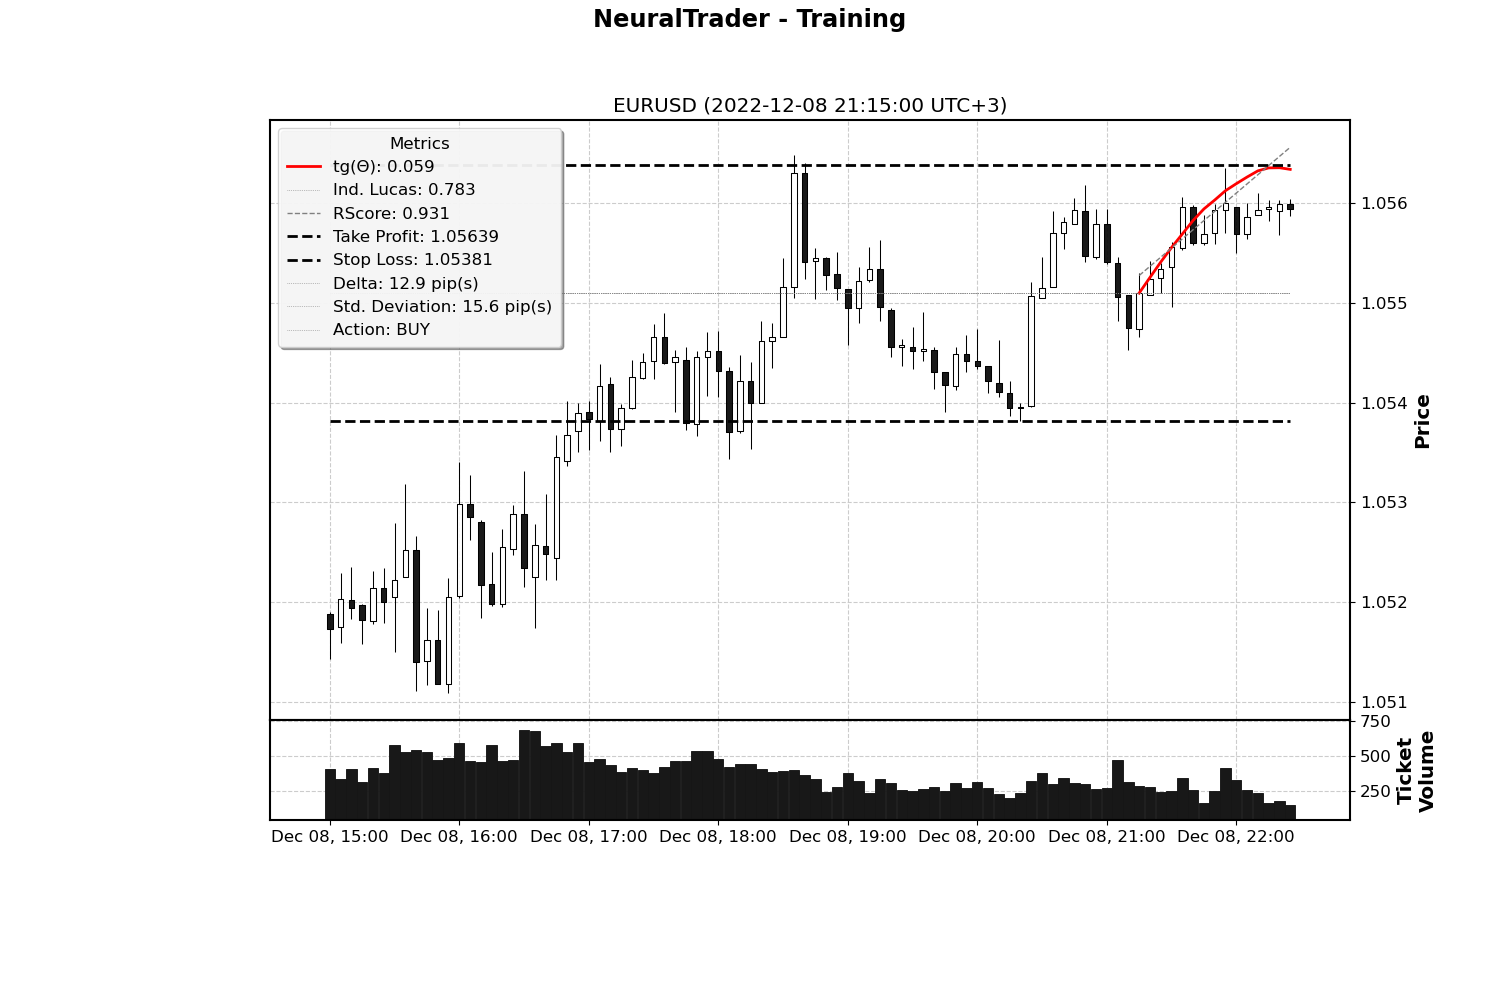 NeuralTrader - Training
EURUSD (2022-12-08 21:15:00 UTC+3)
Metrics
tg(Θ): 0.059
Ind. Lucas: 0.783
RScore: 0.931
Take Profit: 1.05639
Stop Loss: 1.05381
Delta: 12.9 pip(s)
Std. Deviation: 15.6 pip(s)
Action: BUY
1.056
1.055
1.054
1.053
1.052
1.051
Price
750
500
250
Ticket
Volume
Dec 08, 15:00
Dec 08, 16:00
Dec 08, 17:00
Dec 08, 18:00
Dec 08, 19:00
Dec 08, 20:00
Dec 08, 21:00
Dec 08, 22:00